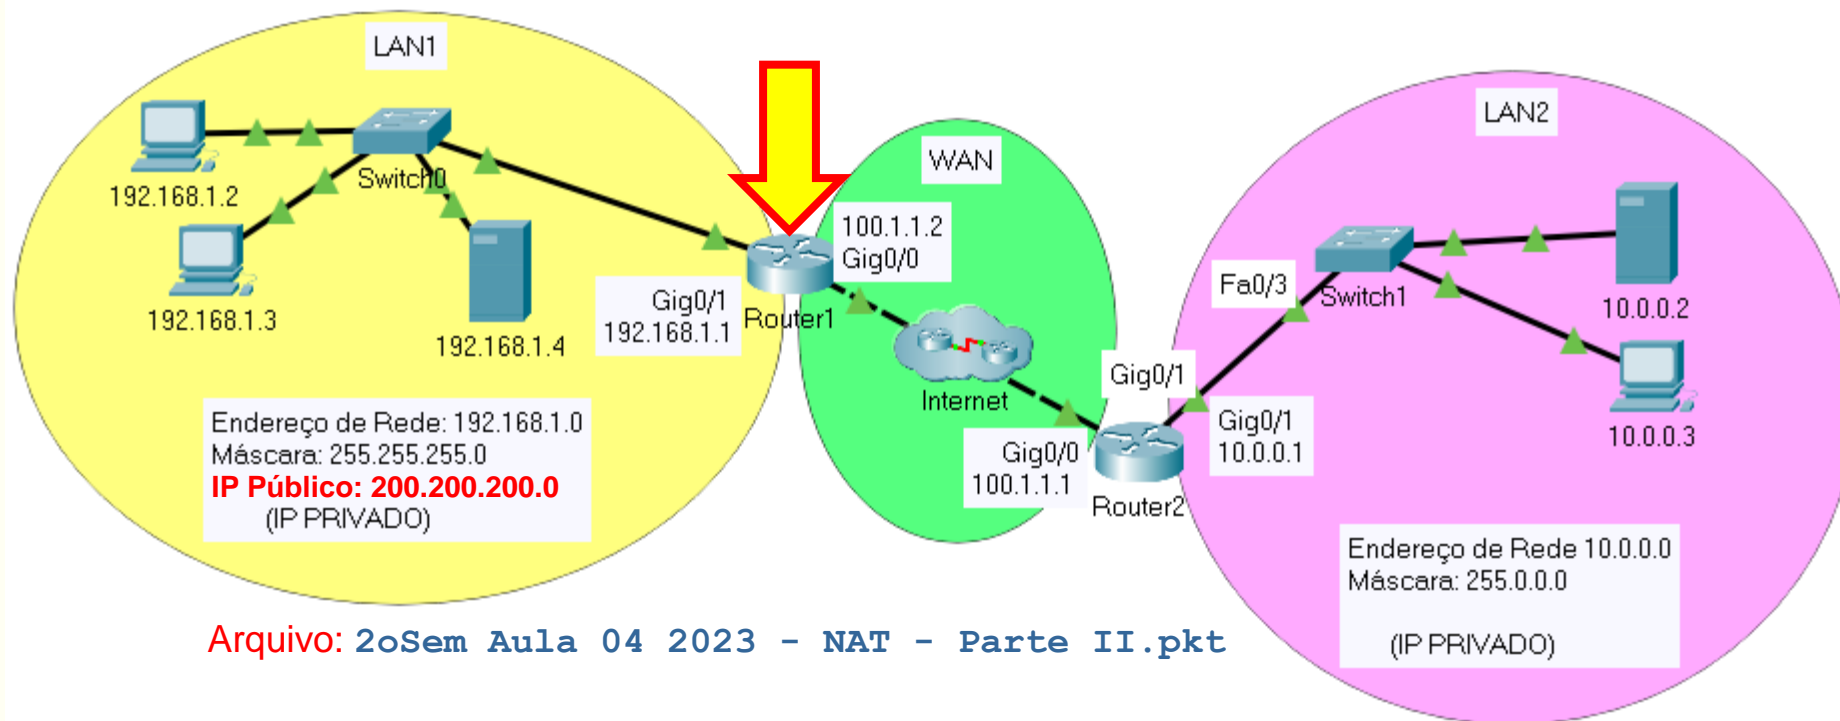 LAN1
192.168.1.2
Switch0
192.168.1.3
192.168.1.4
Gig0/1
192.168.1.1
Router1
100.1.1.2
Gig0/0
Endereço de Rede: 192.168.1.0
Máscara: 255.255.255.0
IP Público: 200.200.200.0
(IP PRIVADO)
WAN
Internet
Gig0/0
100.1.1.1
Router2
Gig0/1
Gig0/1
10.0.0.1
LAN2
Fa0/3
Switch1
10.0.0.2
10.0.0.3
Endereço de Rede 10.0.0.0
Máscara: 255.0.0.0
(IP PRIVADO)
Arquivo: 2oSem Aula 04 2023 - NAT - Parte II.pkt